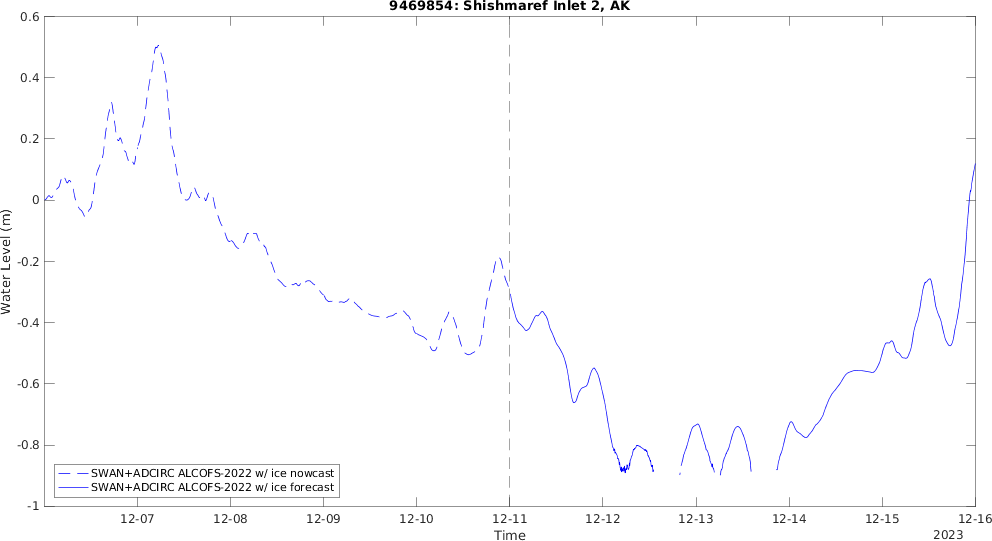 9469854: Shishmaref Inlet 2, AK
0.6
0.4
0.2
0
-0.2
-0.4
-0.6
-0.8
-1
Water Level (m)
SWAN+ADCIRC ALCOFS-2022 w/ ice nowcast
SWAN+ADCIRC ALCOFS-2022 w/ ice forecast
12-07 12-08 12-09 12-10 12-11 12-12 12-13 12-14 12-15 12-16
Time
2023